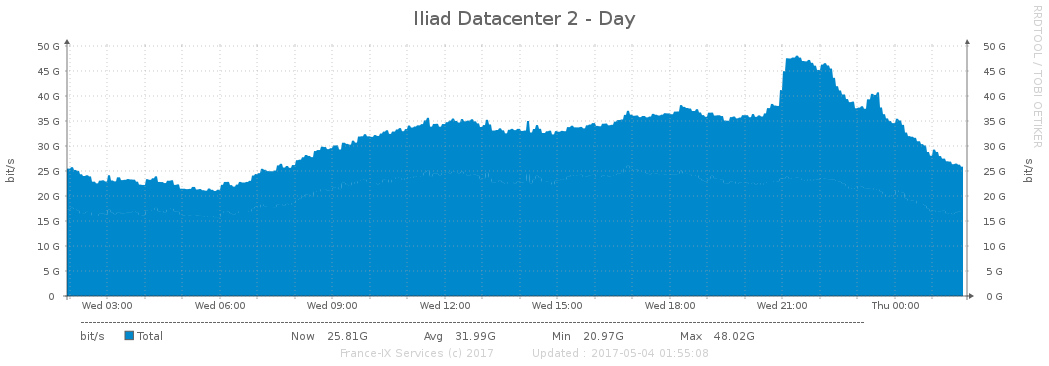 Iliad Datacenter 2 - Day
RRDTOOL / TOBI OETIKER
50 G 50 G
45 G 45 G
40 G 40 G
35 G 35 G
30 G 30 G
25 G 25 G
20 G 20 G
15 G 15 G
10 G 10 G
5 G 5 G
0 0 G
bit/s bit/s
Wed 03:00 Wed 06:00 Wed 09:00 Wed 12:00 Wed 15:00 Wed 18:00 Wed 21:00 Thu 00:00
bit/s Total Now 25.81G Avg 31.99G Min 20.97G Max 48.02G
France-IX Services (c) 2017 Updated : 2017-05-04 01:55:08